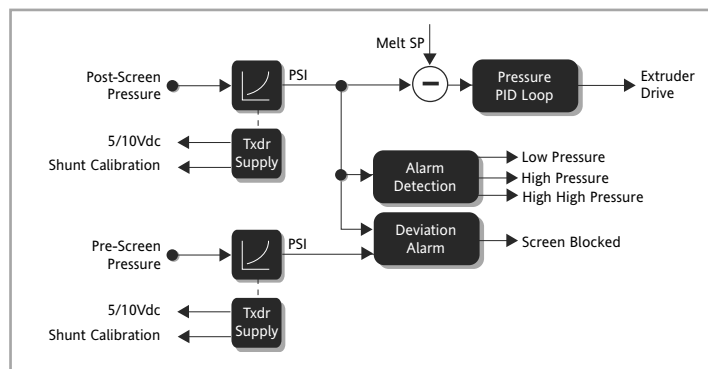 Melt SP
Post-Screen
Pressure
PSI
−
Pressure
PID Loop
Extruder
Drive
5/10Vdc
Shunt Calibration
Txdr
Supply
Alarm
Detection
Low Pressure
High Pressure
High High Pressure
Pre-Screen
Pressure
PSI
Deviation
Alarm
Screen Blocked
5/10Vdc
Shunt Calibration
Txdr
Supply